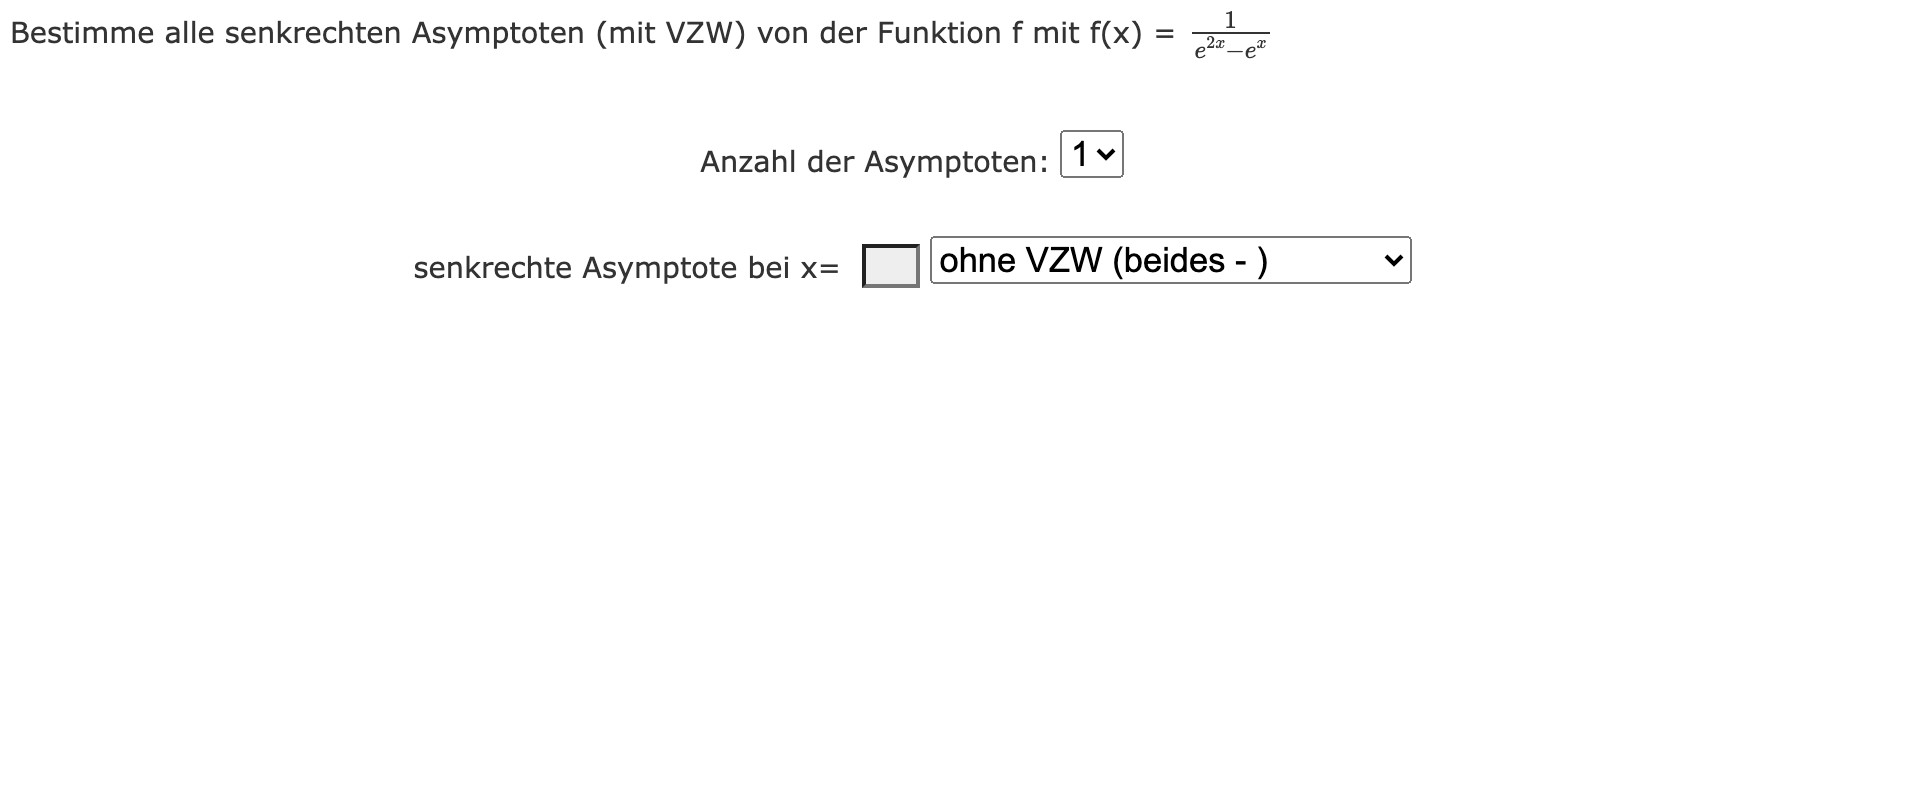 Bestimme alle senkrechten Asymptoten (mit VZW) von der Funktion f mit f(x) = \frac{1}{e^{2x}-e^{x}}
Anzahl der Asymptoten: 1
senkrechte Asymptote bei x= ohne VZW (beides - )